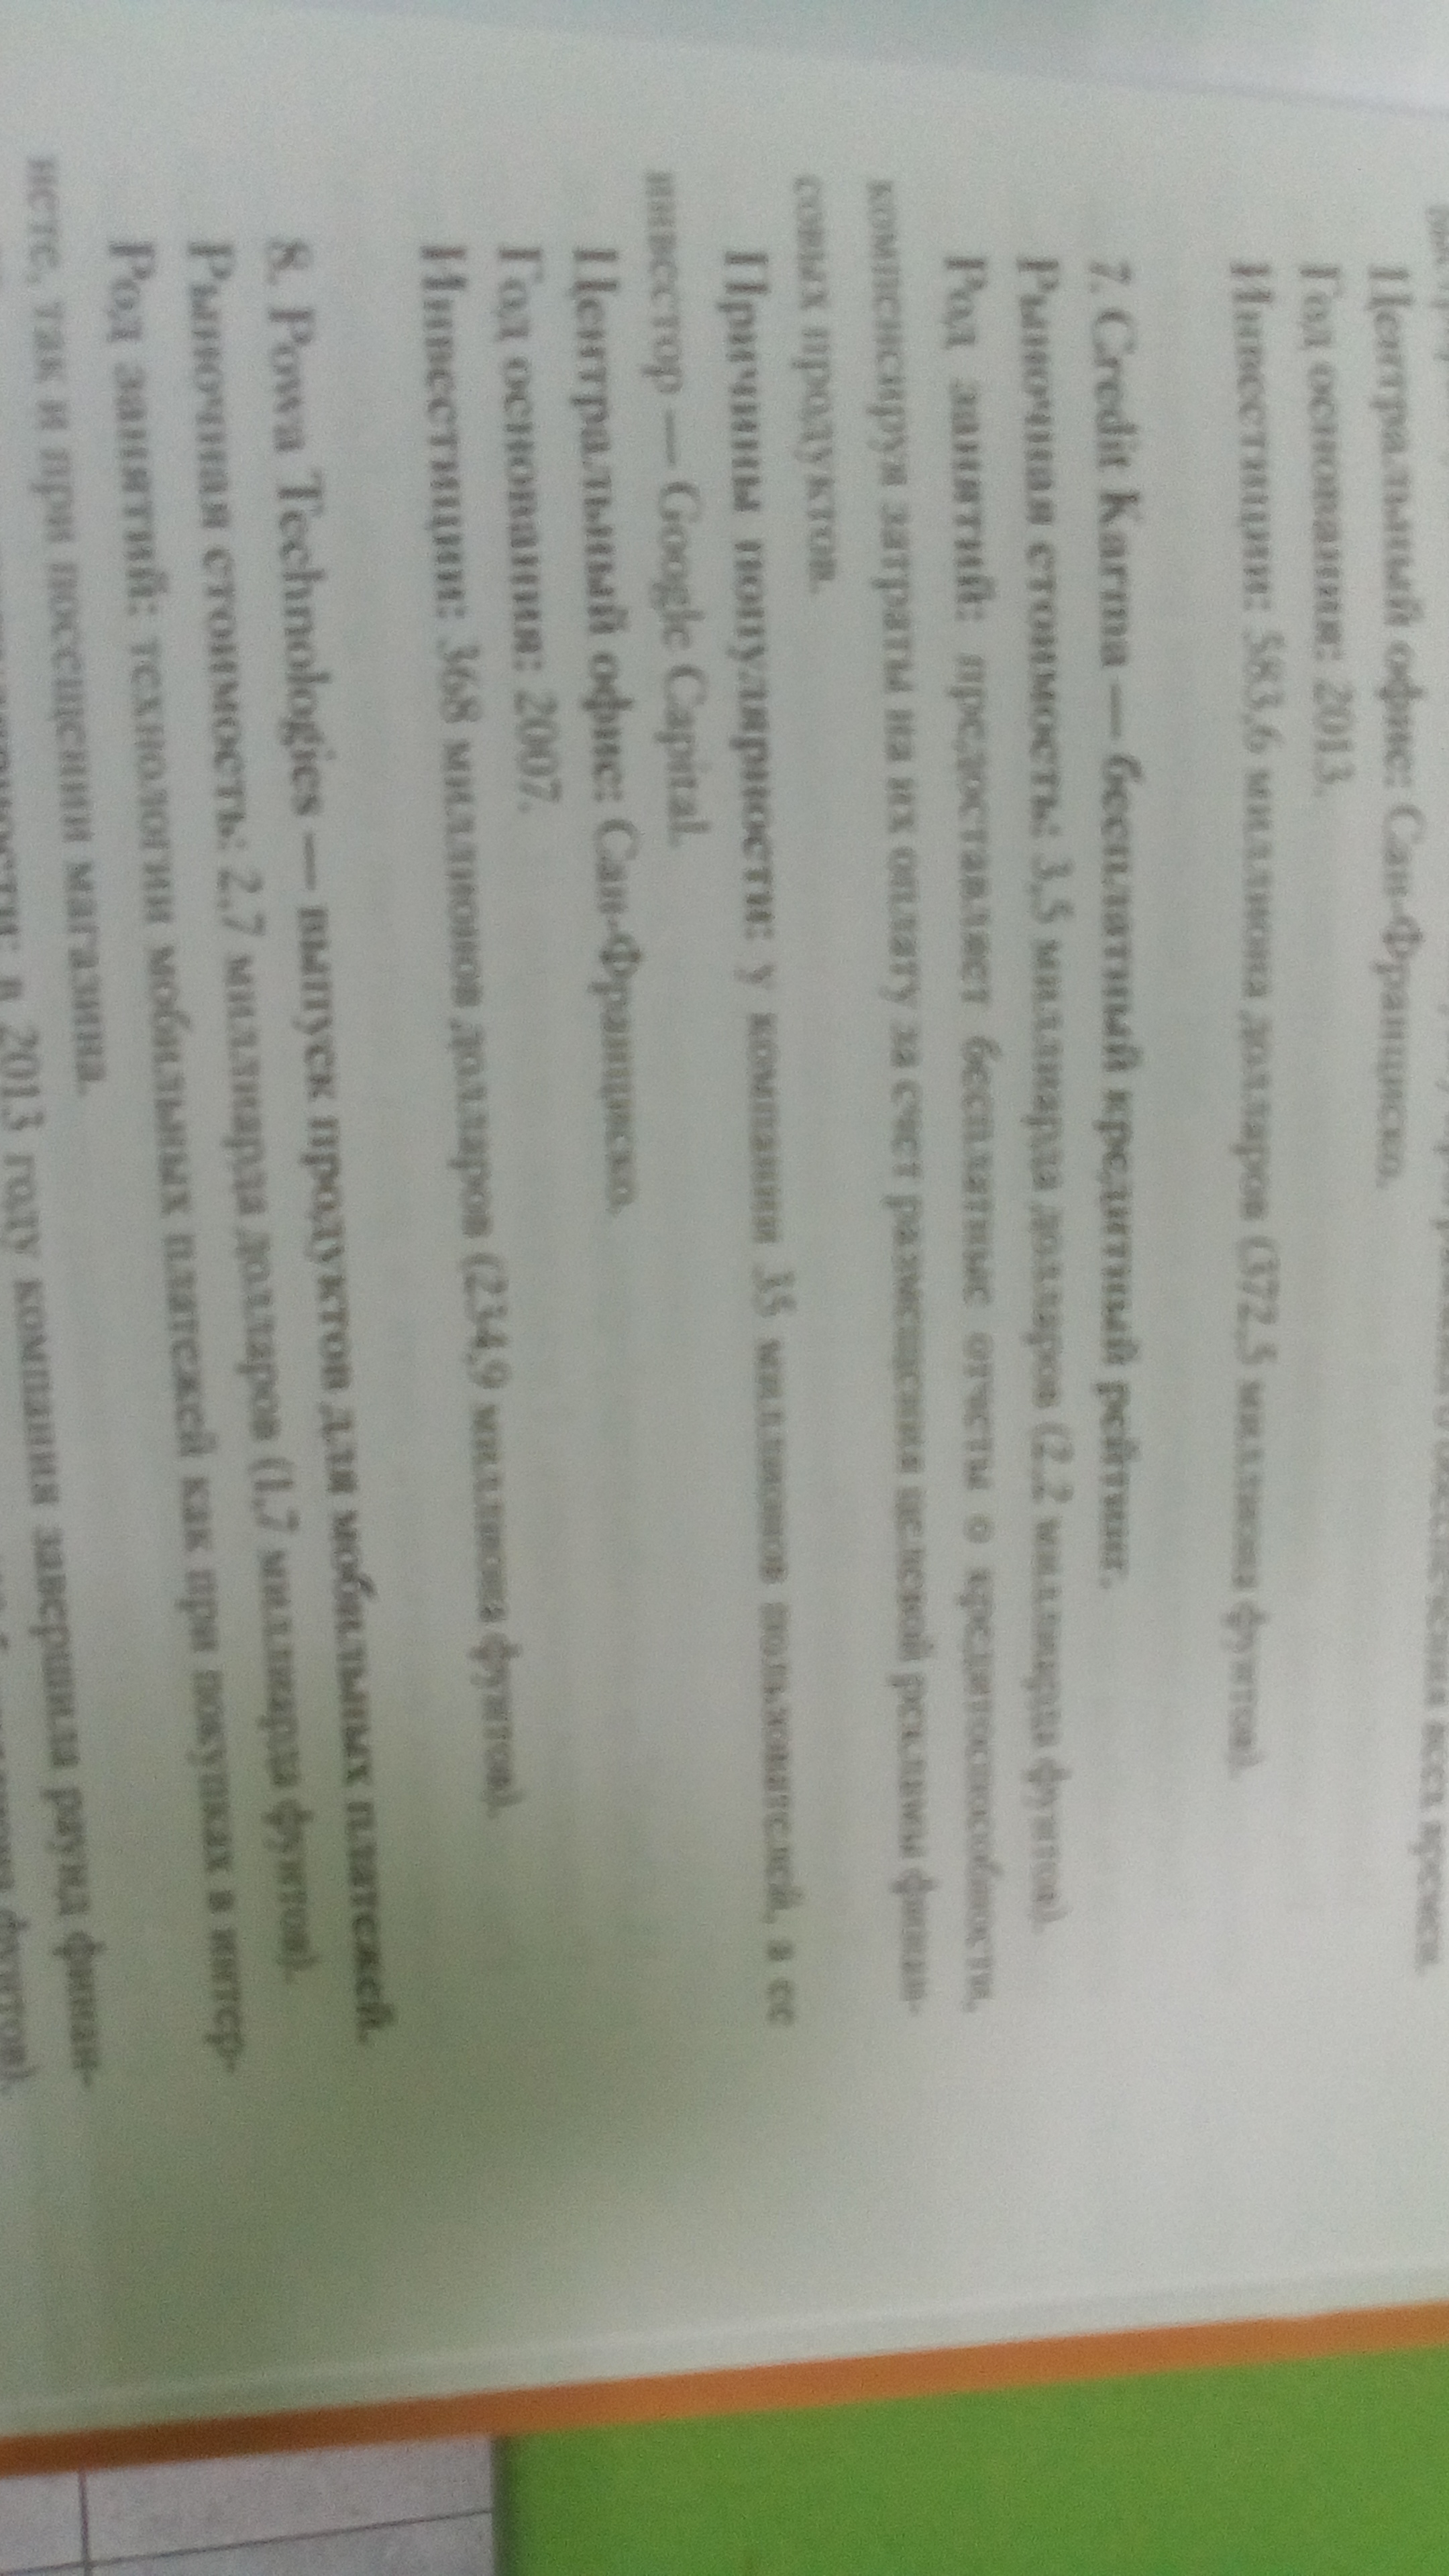 программного обеспечения всех времен.
Центральный офис: Сан-Франциско.
Год основания: 2013.
Инвестиции: 583,6 миллиона долларов (372,5 миллиона фунтов).
7. Credit Karma — бесплатный кредитный рейтинг.
Рыночная стоимость: 3,5 миллиарда долларов (2,2 миллиарда фунтов).
Род занятий: предоставляет бесплатные отчеты о кредитоспособности,
компенсируя затраты на их оплату за счет размещения целевой рекламы финан-
совых продуктов.
Причины популярности: у компании 35 миллионов пользователей, а ее
инвестор — Google Capital.
Центральный офис: Сан-Франциско.
Год основания: 2007.
Инвестиции: 368 миллионов долларов (234,9 миллиона фунтов).
8. Powa Technologies — выпуск продуктов для мобильных платежей.
Рыночная стоимость: 2,7 миллиарда долларов (1,7 миллиарда фунтов).
Род занятий: технологии мобильных платежей как при покупках в интер-
нете, так и при посещении магазина.
в 2013 году компания завершила раунд финан-
фунтов).